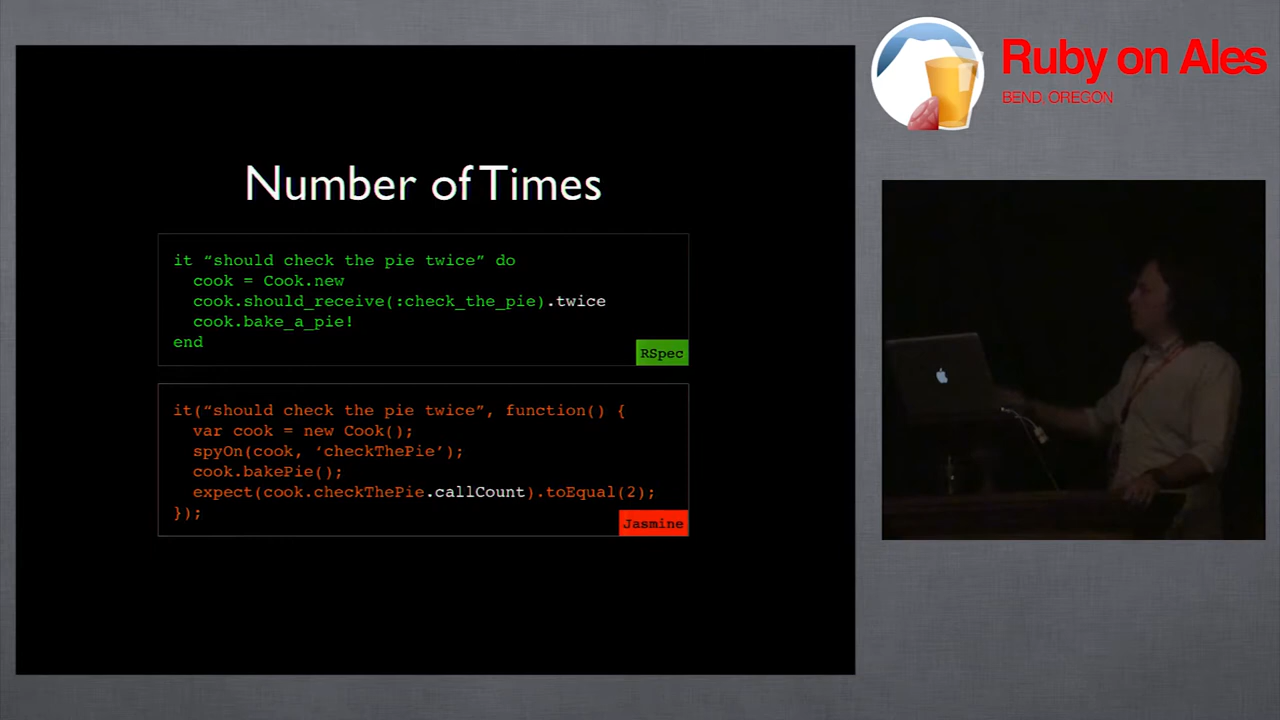 Ruby on Ales
BEND, OREGON
Number of Times
it “should check the pie twice” do
cook = Cook.new
cook.should_receive(:check_the_pie).twice
cook.bake_a_pie!
end
RSpec
it(“should check the pie twice”, function() {
var cook = new Cook();
spyOn(cook, ‘checkThePie’);
cook.bakePie();
expect(cook.checkThePie.callCount).toEqual(2);
});
Jasmine